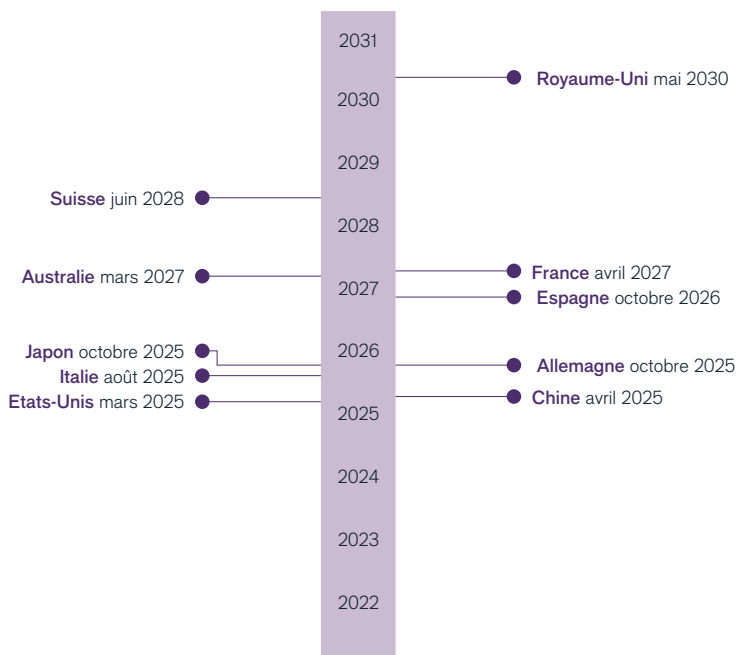 2031
Royaume-Uni mai 2030
2030
2029
Suisse juin 2028
2028
France avril 2027
Australie mars 2027
2027
Espagne octobre 2026
Japon octobre 2025
2026
Allemagne octobre 2025
Italie août 2025
Chine avril 2025
Etats-Unis mars 2025
2025
2024
2023
2022